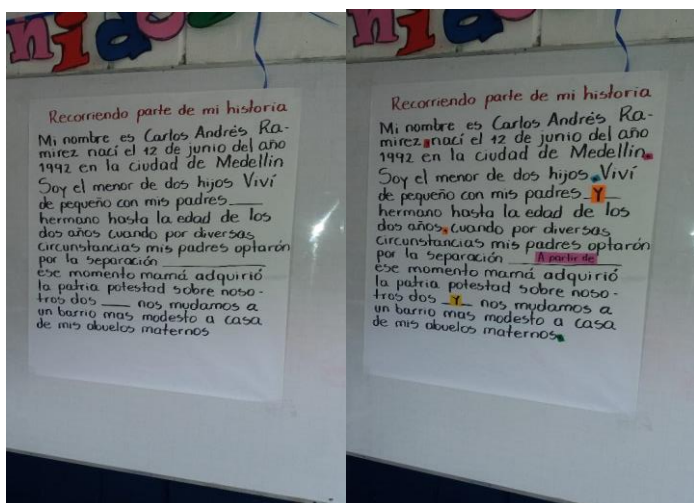 nidos
Recorriendo parte de mi historia
Mi nombre es Carlos Andrés Ra-
mirez nací el 12 de junio del año
1992 en la ciudad de Medellin
Soy el menor de dos hijos Viví
de pequeño con mis padres ____
hermano hasta la edad de los
dos años cuando por diversas
circunstancias mis padres optarón
por la separación ____________
ese momento mamá adquirió
la patria potestad sobre noso-
tros dos ____ nos mudamos a
un barrio mas modesto a casa
de mis abuelos maternos
nidos
Recorriendo parte de mi historia
Mi nombre es Carlos Andrés Ra-
mirez, nací el 12 de junio del año
1992 en la ciudad de Medellin.
Soy el menor de dos hijos. Viví
de pequeño con mis padres Y
hermano hasta la edad de los
dos años, cuando por diversas
circunstancias mis padres optarón
por la separación A partir de
ese momento mamá adquirió
la patria potestad sobre noso-
tros dos Y nos mudamos a
un barrio mas modesto a casa
de mis abuelos maternos.